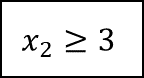 x₂ ≥ 3